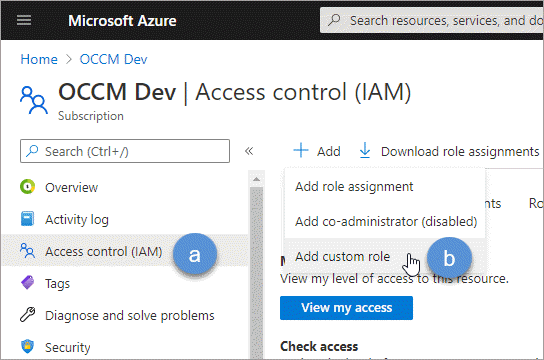 Microsoft Azure
Search resources, services, and do
Home > OCCM Dev >
OCCM Dev | Access control (IAM)
Subscription
Search (Ctrl+/)
«
+ Add
Download role assignments
Overview
Activity log
Access control (IAM)
a
Tags
Diagnose and solve problems
Security
Add role assignment
Add co-administrator (disabled)
Add custom role
b
nts
Ro
M
View my level of access to this resource.
View my access
Check access